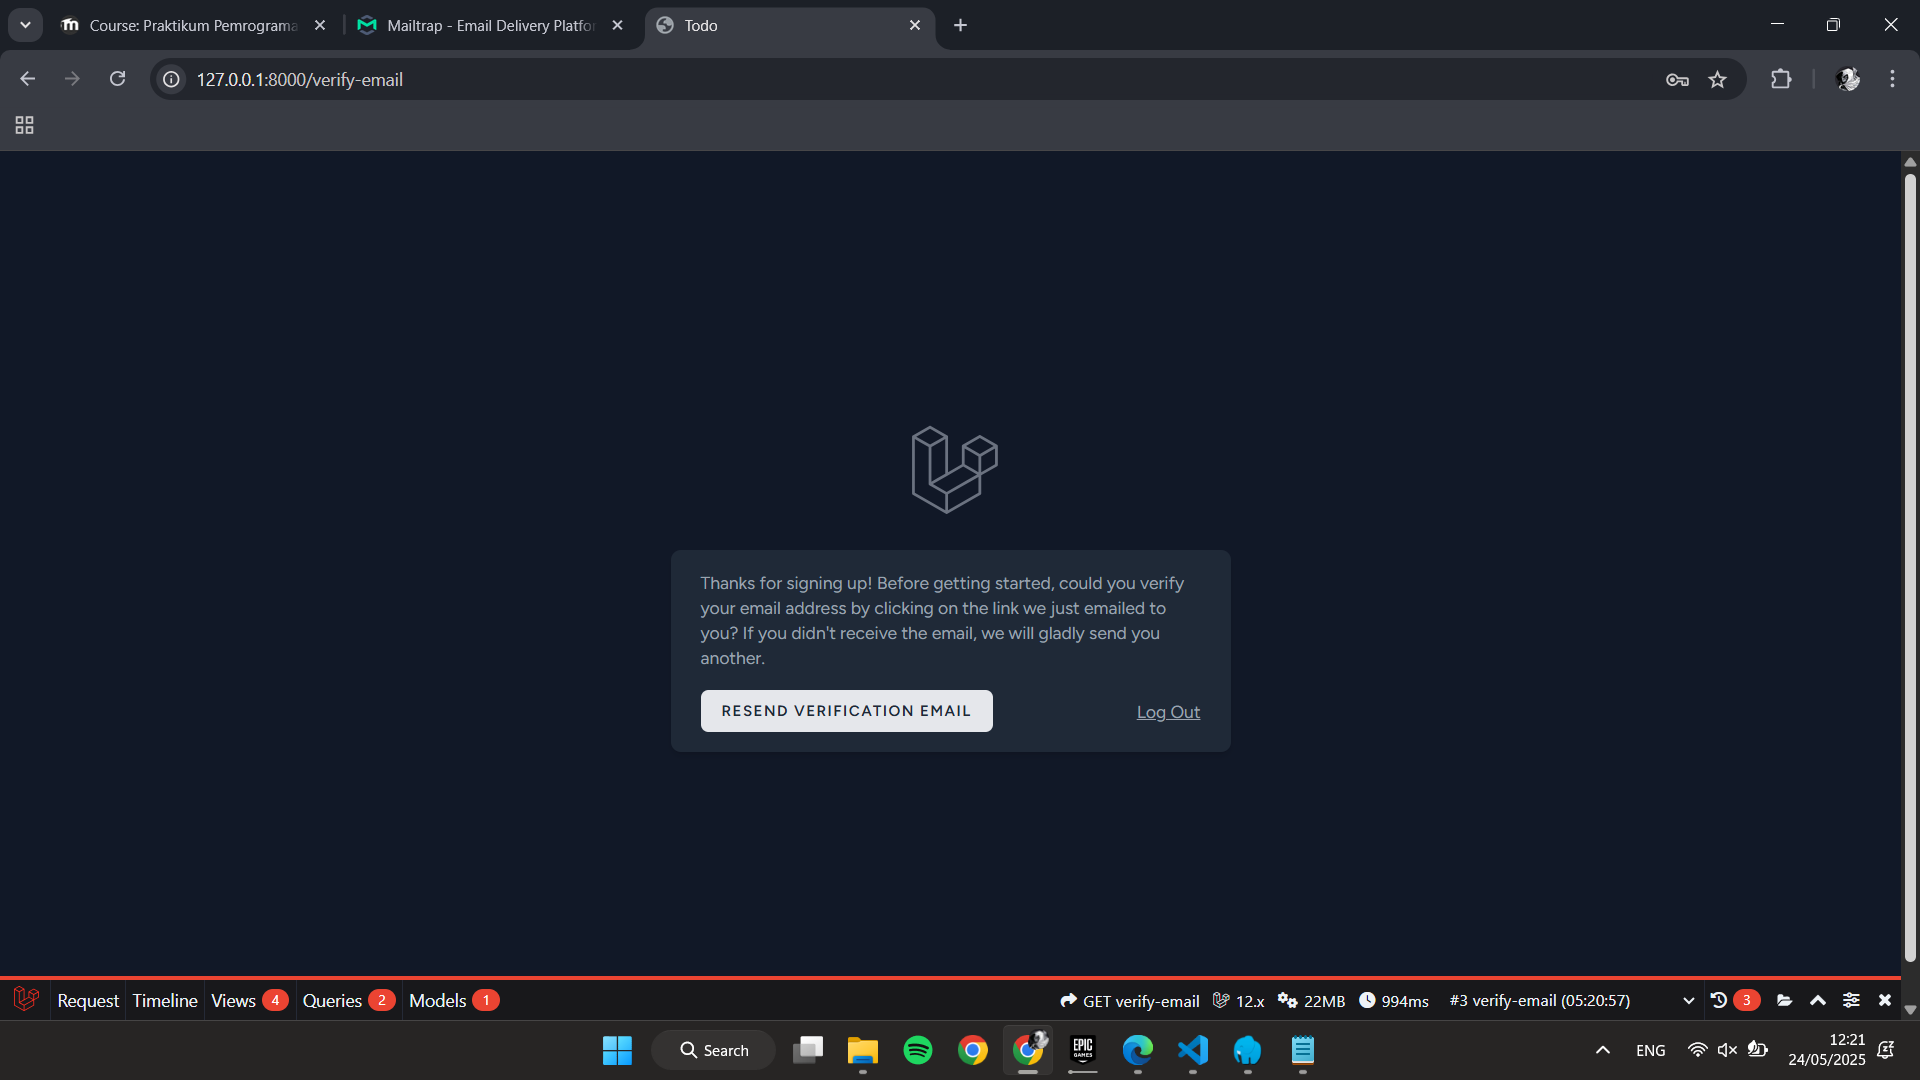 Course: Praktikum Pemrograma
Mailtrap - Email Delivery Platfo
Todo
127.0.0.1:8000/verify-email
Thanks for signing up! Before getting started, could you verify
your email address by clicking on the link we just emailed to
you? If you didn't receive the email, we will gladly send you
another.
RESEND VERIFICATION EMAIL
Log Out
Request Timeline Views 4 Queries 2 Models 1
GET verify-email 12.x 22MB 994ms #3 verify-email (05:20:57) 3
Search
EPIC
GAMES
ENG
12:21
24/05/2025